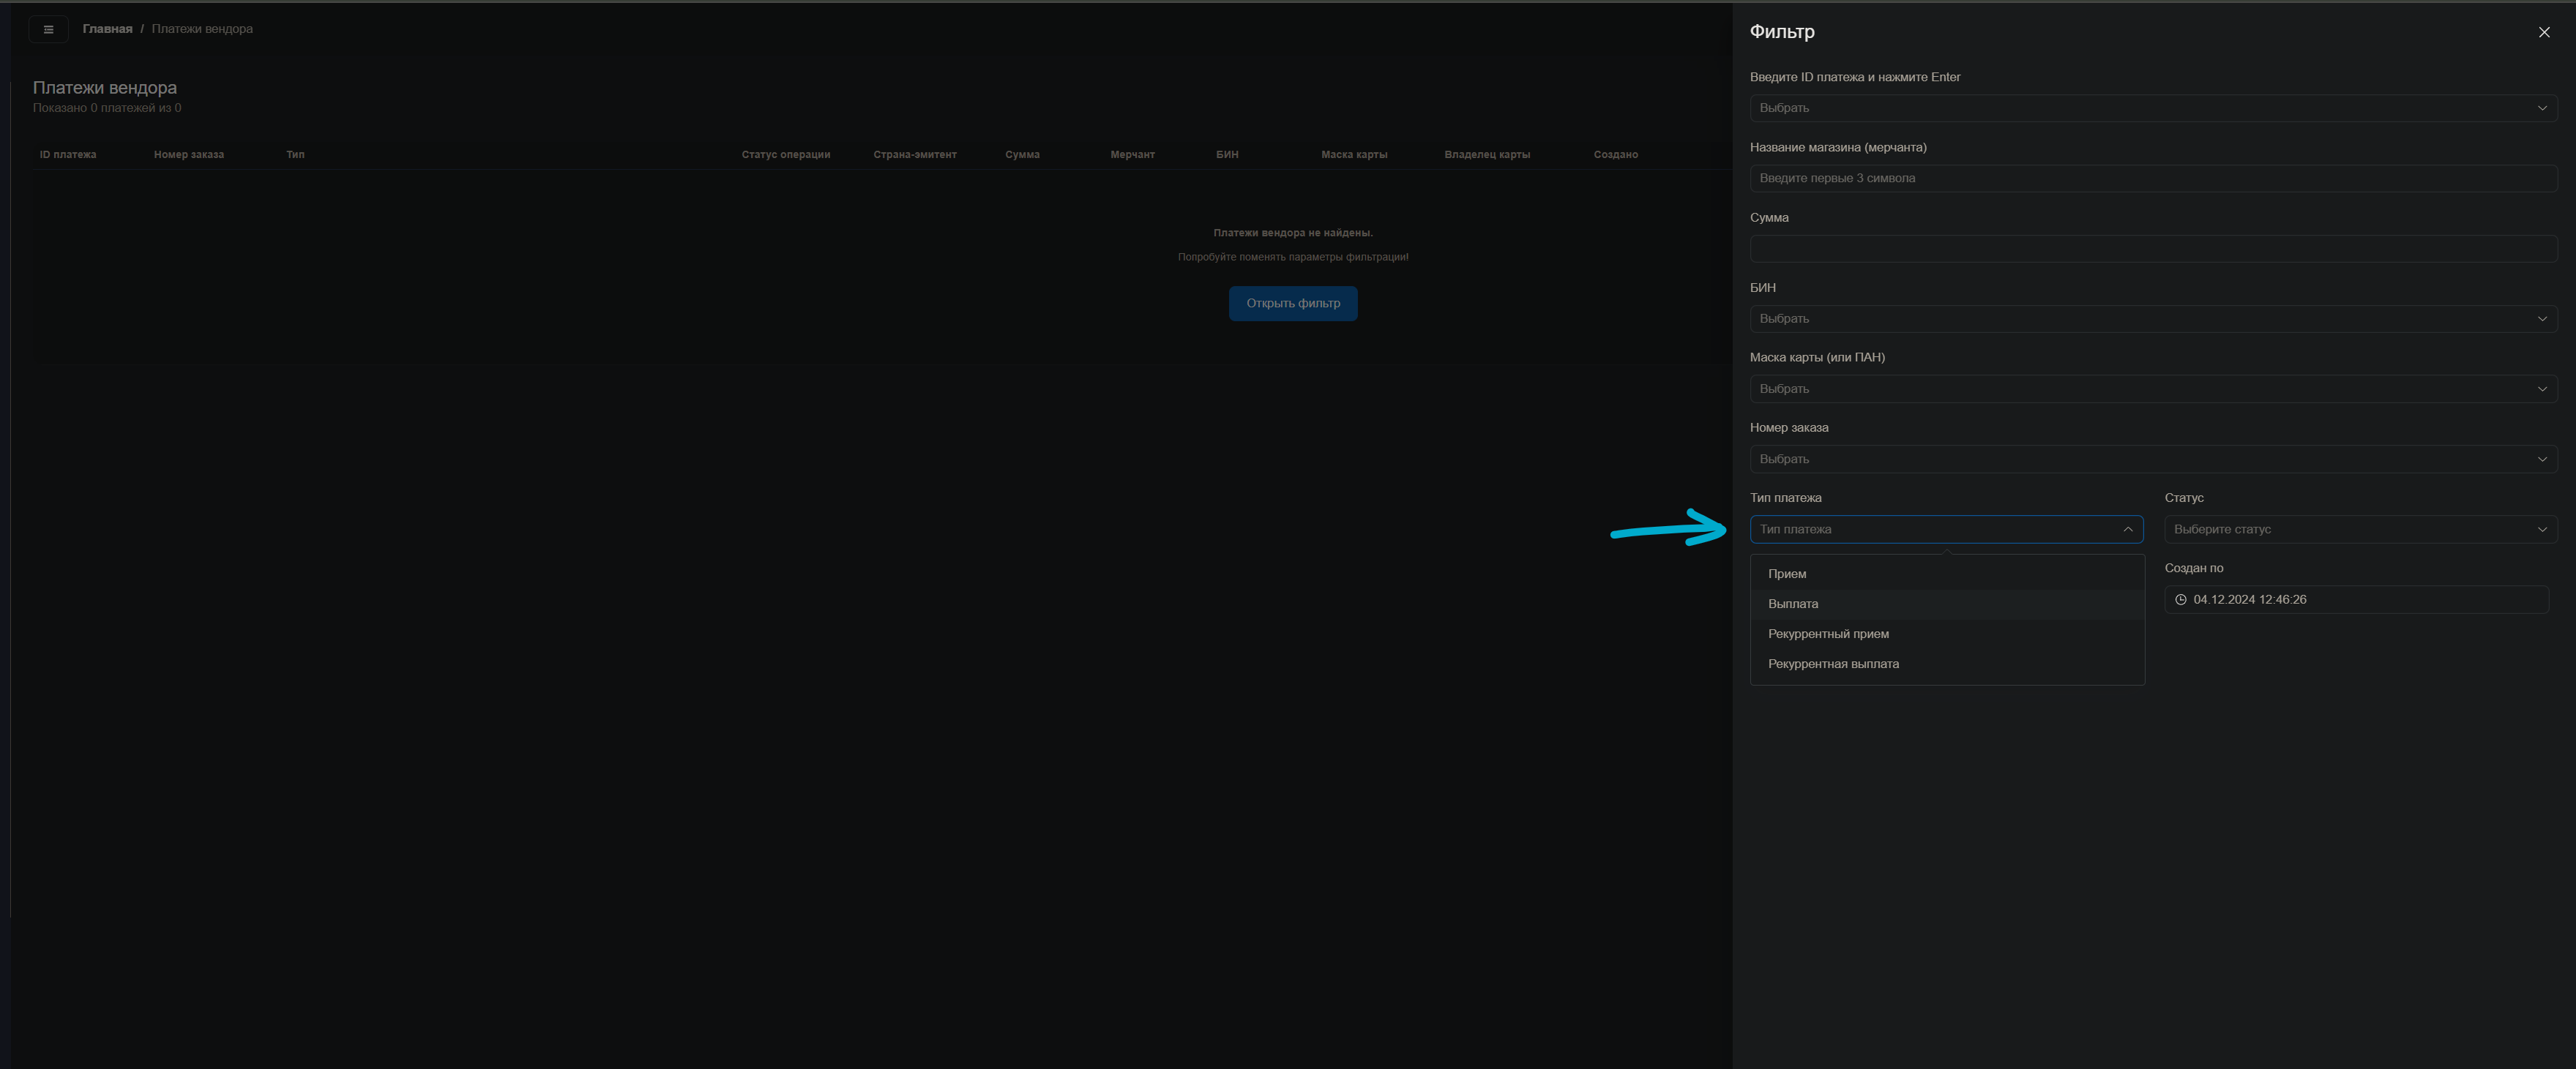 Главная / Платежи вендора
Платежи вендора
Показано 0 платежей из 0
ID платежа Номер заказа Тип Статус операции Страна-эмитент Сумма Мерчант БИН Маска карты Владелец карты Создано
Платежи вендора не найдены.
Попробуйте поменять параметры фильтрации!
Открыть фильтр
Фильтр
Введите ID платежа и нажмите Enter
Выбрать
Название магазина (мерчанта)
Введите первые 3 символа
Сумма
БИН
Выбрать
Маска карты (или ПАН)
Выбрать
Номер заказа
Выбрать
Тип платежа Статус
Тип платежа Выберите статус
Создан по
04.12.2024 12:46:26
Прием
Выплата
Рекуррентный прием
Рекуррентная выплата